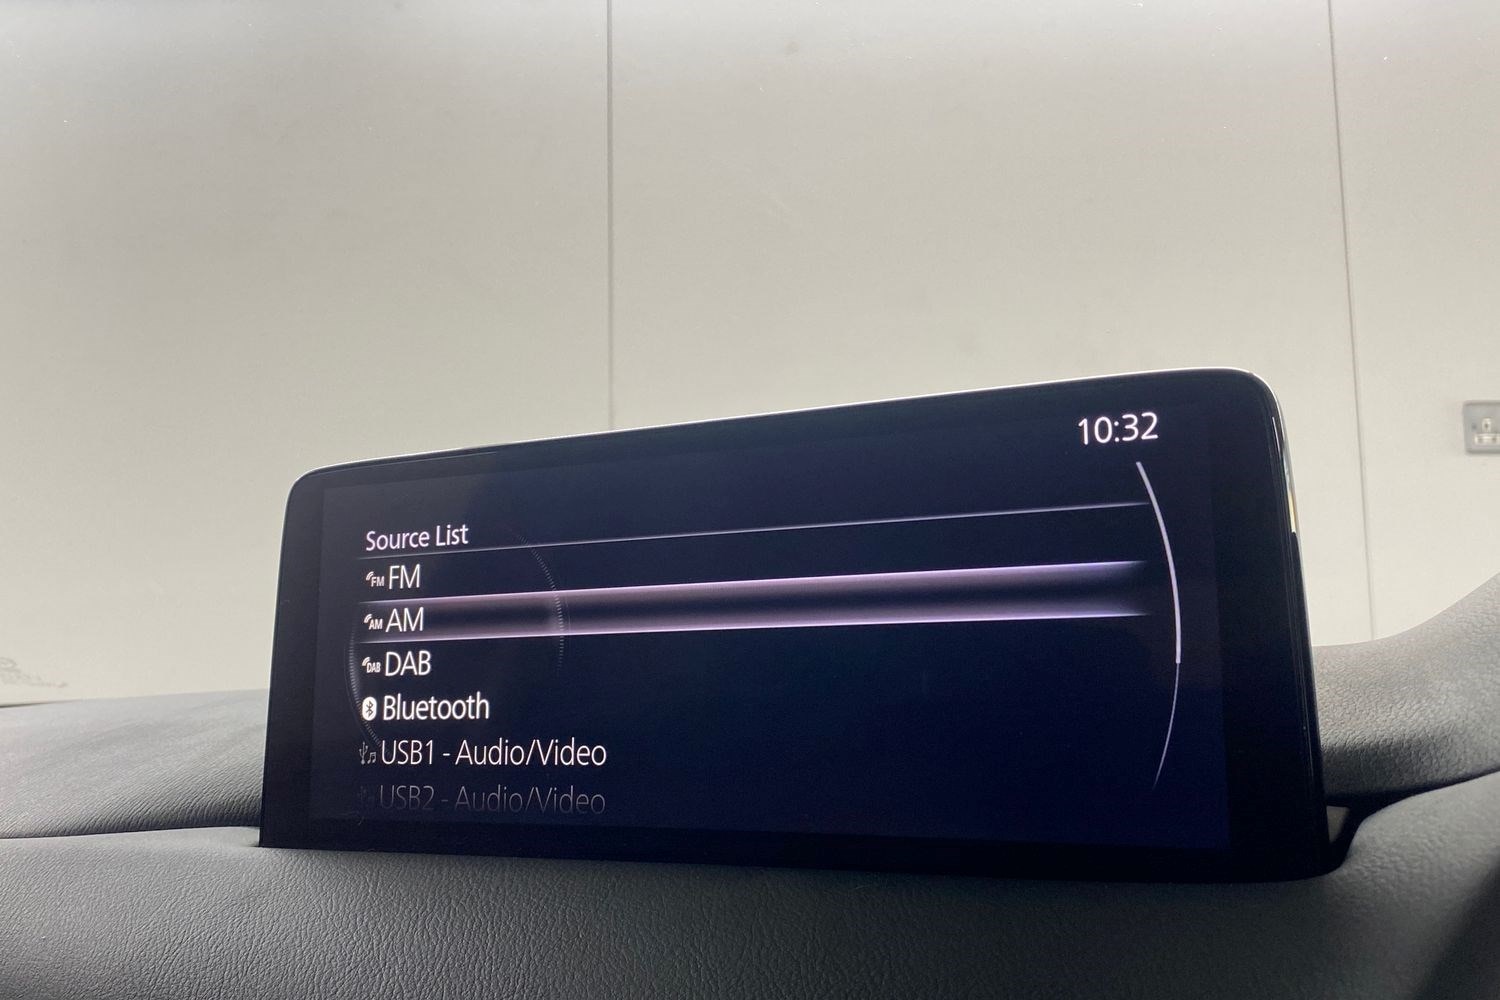 10:32
Source List
FM FM
AM AM
DAB DAB
Bluetooth
USB1 - Audio/Video
USB2 - Audio/Video